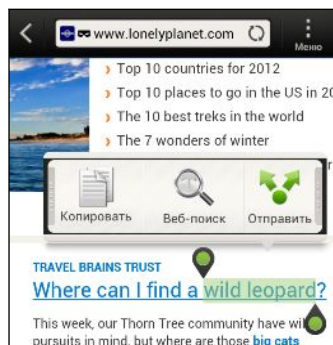 www.lonelyplanet.com
Меню
Top 10 countries for 2012
Top 10 places to go in the US in 20
The 10 best treks in the world
The 7 wonders of winter
r
Копировать Веб-поиск Отправить
TRAVEL BRAINS TRUST
Where can I find a wild leopard?
This week, our Thorn Tree community have wil
pursuits in mind, but where are those big cats